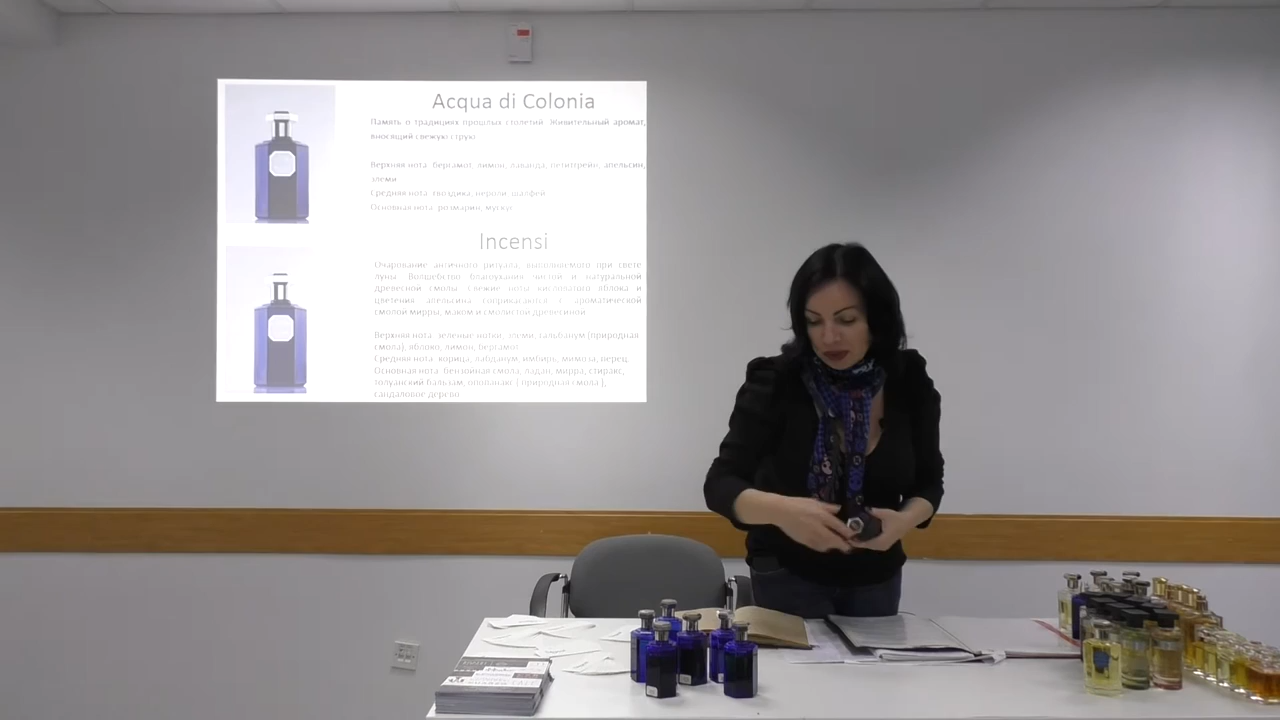 Acqua di Colonia
Память о традициях прошлых столетий. Живительный аромат,
вносящий свежую струю
Верхняя нота: бергамот, лимон, лаванда, петитгрейн, апельсин,
элеми
Средняя нота: гвоздика, нероли, шалфей
Основная нота: розмарин, мускус
Incensi
Очарование античного ритуала, выполняемого при свете
луны. Волшебство благоухания чистой и натуральной
древесной смолы. Свежие ноты кисловатого яблока и
цветения апельсина соприкасаются с ароматической
смолой мирры, маком и смолистой древесиной.
Верхняя нота: зеленые нотки, элеми, гальбанум (природная
смола), яблоко, лимон, бергамот
Средняя нота: корица, лабданум, имбирь, мимоза, перец
Основная нота: бензойная смола, ладан, мирра, стиракс,
толуанский бальзам, опопанакс ( природная смола ),
сандаловое дерево